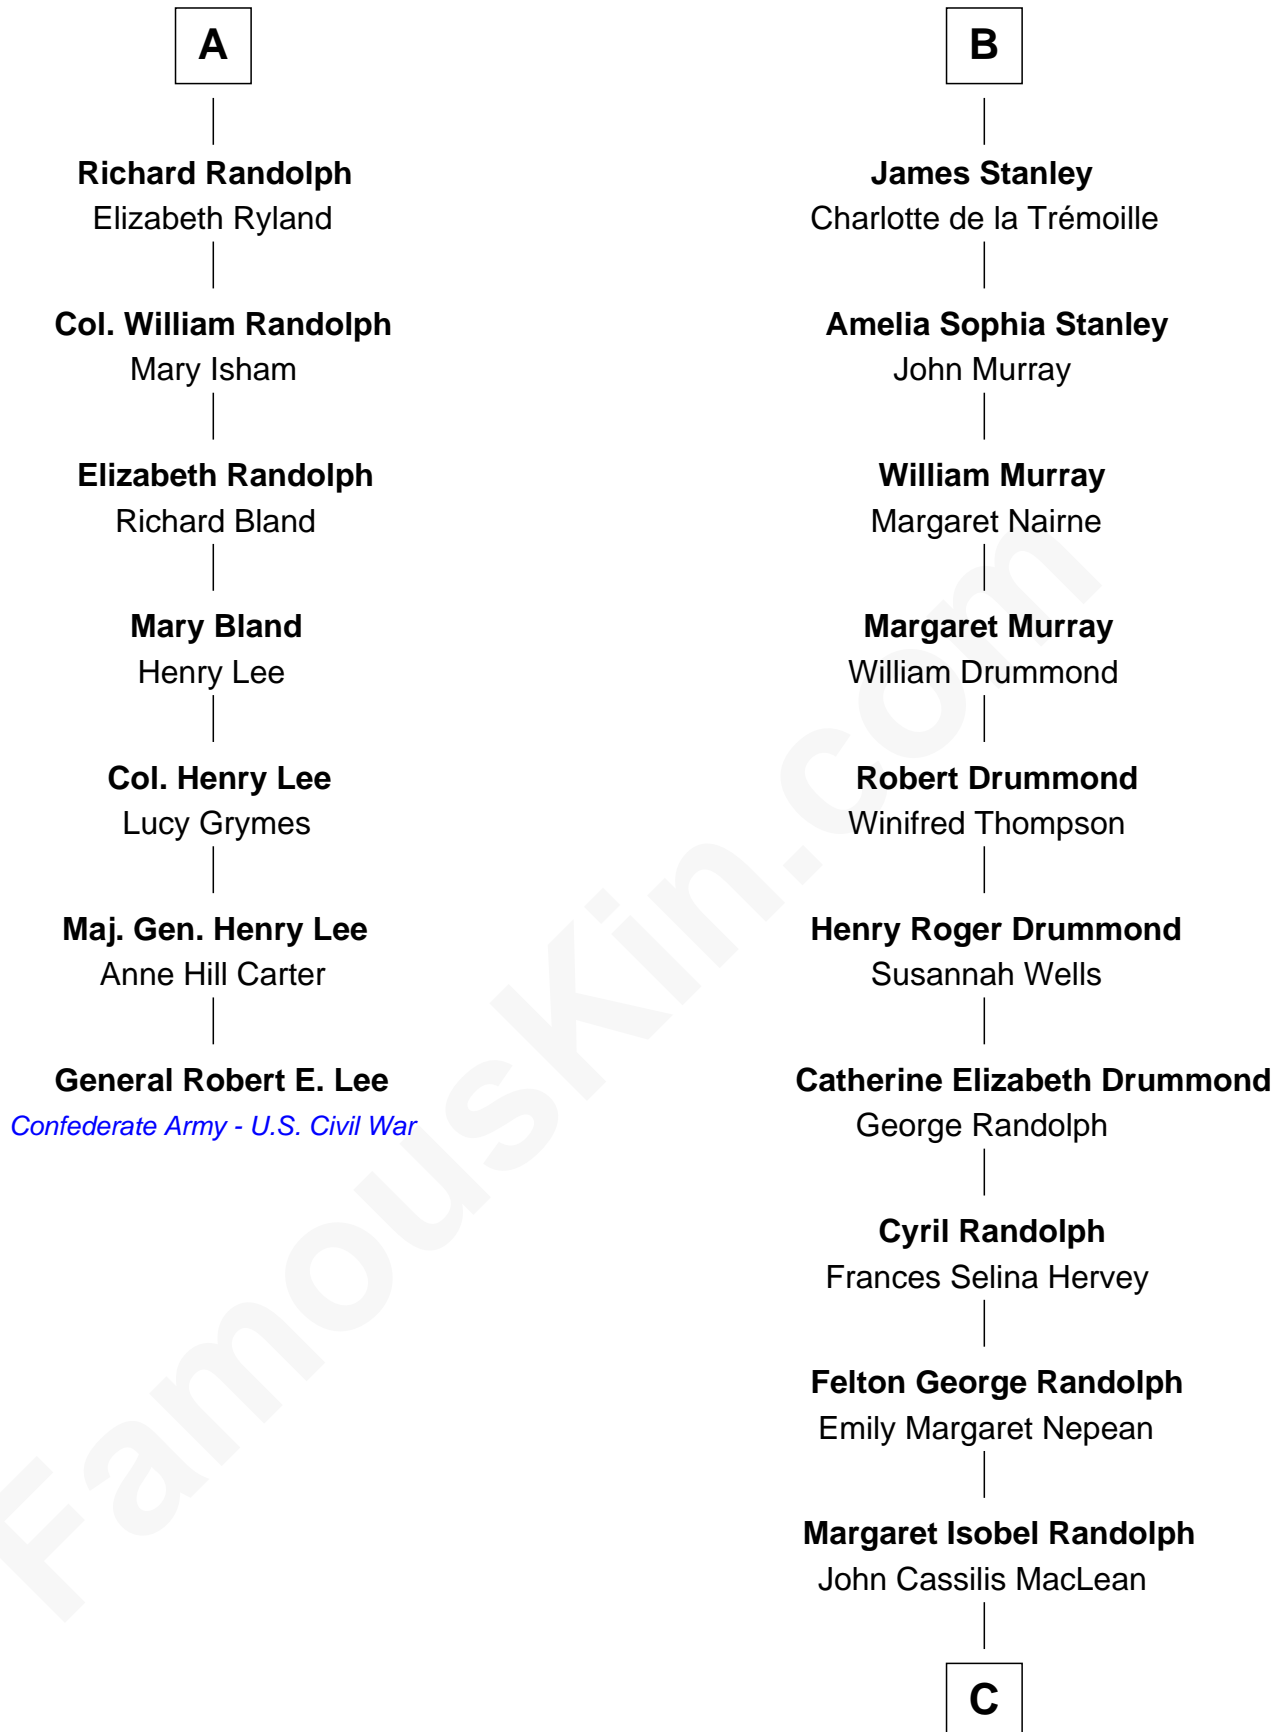 A
Richard Randolph
Elizabeth Ryland
Col. William Randolph
Mary Isham
Elizabeth Randolph
Richard Bland
Mary Bland
Henry Lee
Col. Henry Lee
Lucy Grymes
Maj. Gen. Henry Lee
Anne Hill Carter
General Robert E. Lee
Confederate Army - U.S. Civil War
B
James Stanley
Charlotte de la Trémoille
Amelia Sophia Stanley
John Murray
William Murray
Margaret Nairne
Margaret Murray
William Drummond
Robert Drummond
Winifred Thompson
Henry Roger Drummond
Susannah Wells
Catherine Elizabeth Drummond
George Randolph
Cyril Randolph
Frances Selina Hervey
Felton George Randolph
Emily Margaret Nepean
Margaret Isobel Randolph
John Cassilis MacLean
C
FamousKin.com